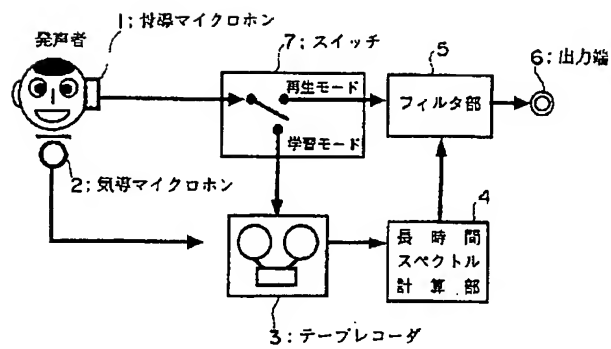 1;投導マイクロホン
発声者
7;スイッチ
再生モード
学習モード
5
フィルタ部
6;出力端
2;気導マイクロホン
4
長時間
スペクトル
計算部
3:テープレコーダ